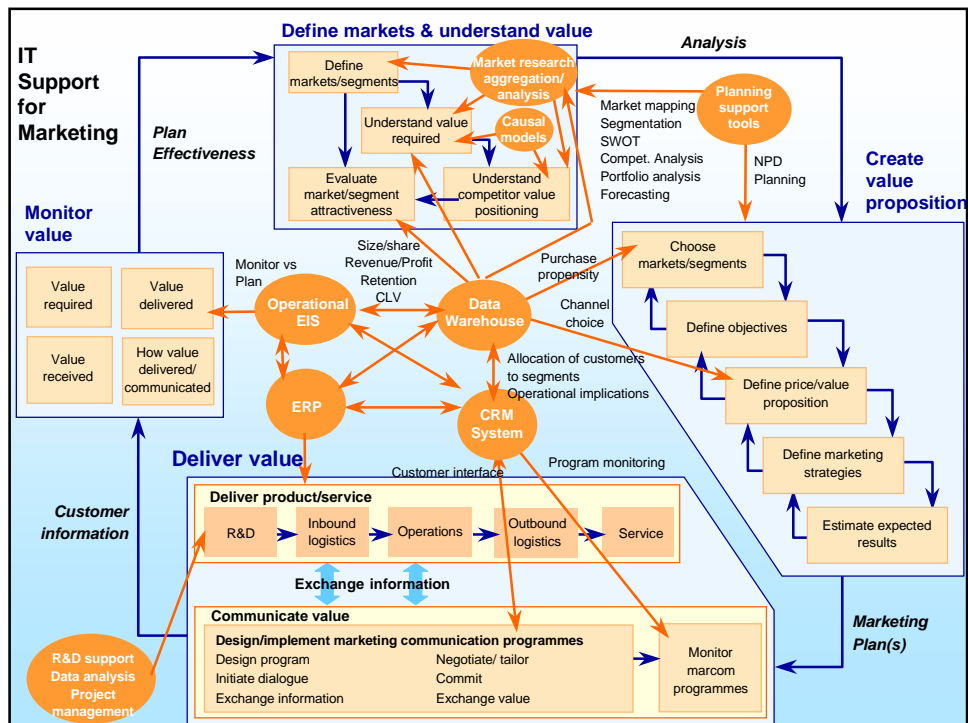 IT
Support
for
Marketing
Define markets & understand value
Analysis
Define
markets/segments
Market research
aggregation/
analysis
Understand value
required
Causal
models
Evaluate
market/segment
attractiveness
Understand
competitor value
positioning
Market mapping
Segmentation
SWOT
Compet. Analysis
Portfolio analysis
Forecasting
Planning
support
tools
NPD
Planning
Plan
Effectiveness
Create
value
proposition
Monitor
value
Value
required
Value
delivered
Value
received
How value
delivered/
communicated
Monitor vs
Plan
Size/share
Revenue/Profit
Retention
CLV
Operational
EIS
Data
Warehouse
Purchase
propensity
Channel
choice
Choose
markets/segments
Define objectives
Define price/value
proposition
Define marketing
strategies
Estimate expected
results
Allocation of customers
to segments
Operational implications
ERP
CRM
System
Deliver value
Customer interface
Program monitoring
Customer
information
Deliver product/service
R&D
Inbound
logistics
Operations
Outbound
logistics
Service
Exchange information
Communicate value
Design/implement marketing communication programmes
Design program
Initiate dialogue
Exchange information
Negotiate/ tailor
Commit
Exchange value
Monitor
marcom
programmes
Marketing
Plan(s)
R&D support
Data analysis
Project
management